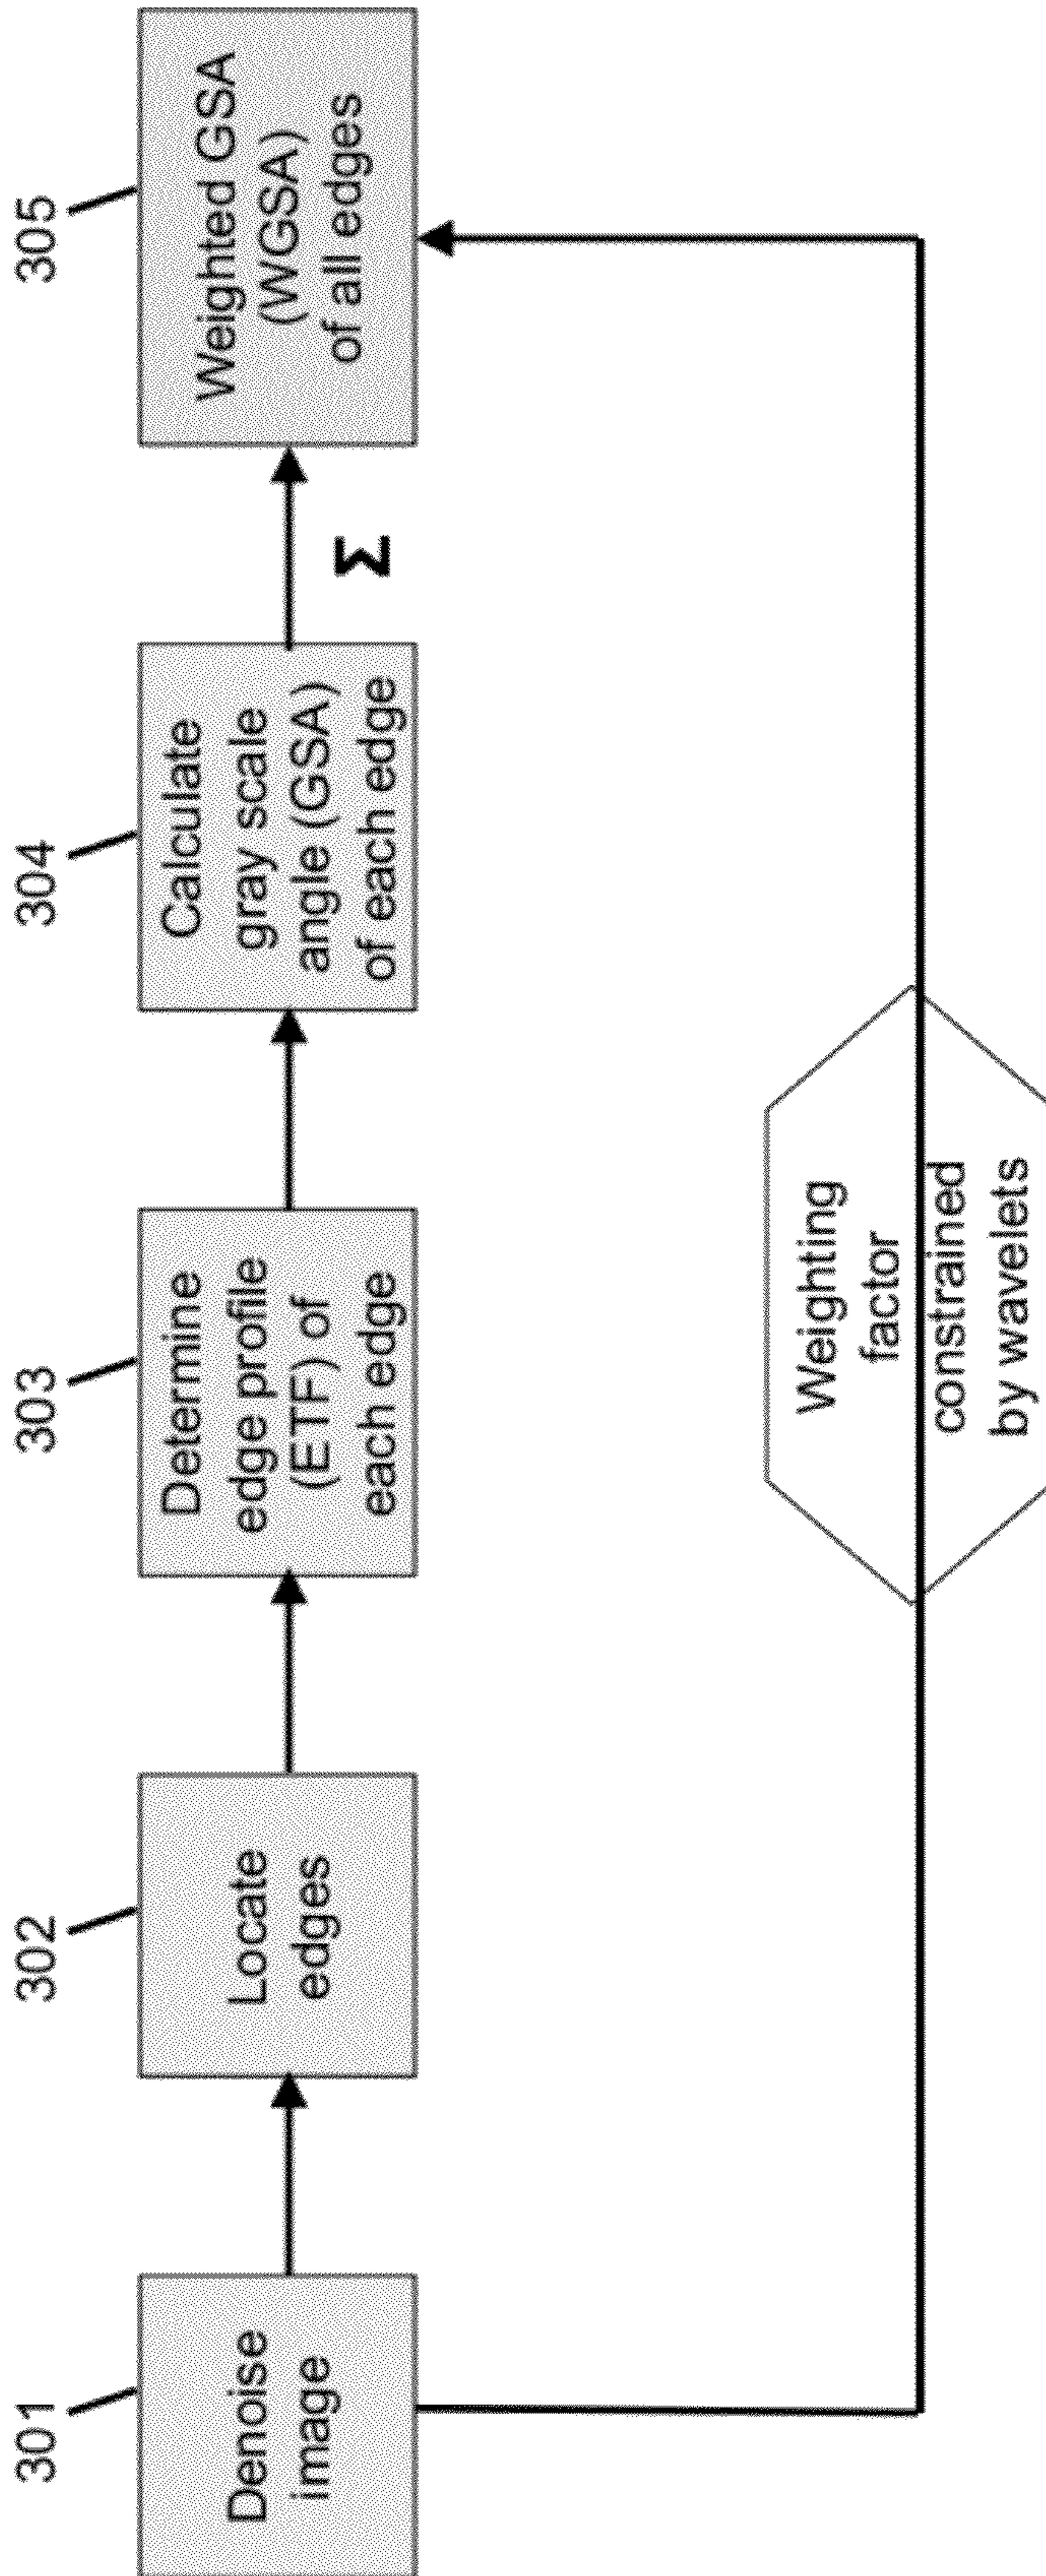 301
Denoise
image
302
Locate
edges
303
Determine
edge profile
(ETF) of
each edge
304
Calculate
gray scale
angle (GSA)
of each edge
Σ
305
Weighted GSA
(WGSA)
of all edges
Weighting
factor
constrained
by wavelets